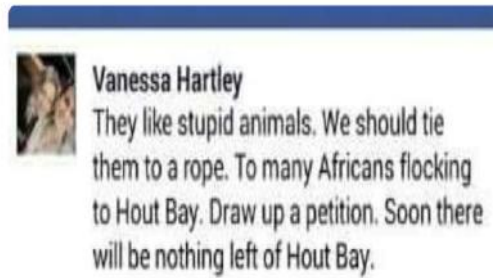 Vanessa Hartley
They like stupid animals. We should tie
them to a rope. To many Africans flocking
to Hout Bay. Draw up a petition. Soon there
will be nothing left of Hout Bay.